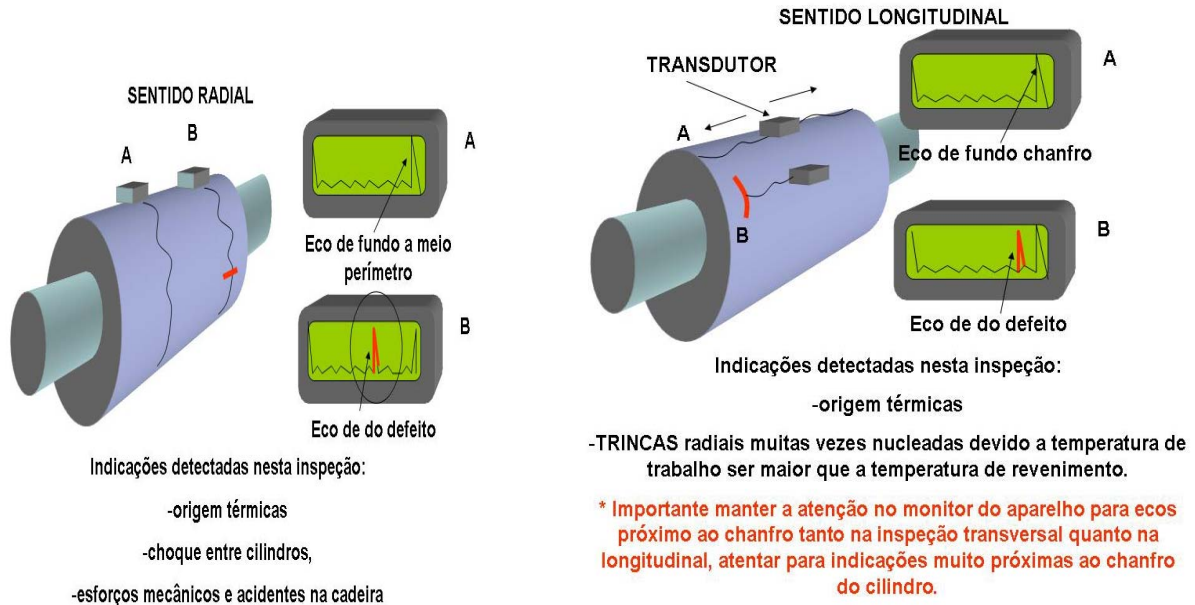 SENTIDO RADIAL
B
A
A
Eco de fundo a meio
perímetro
B
Eco de do defeito
Indicações detectadas nesta inspeção:
-origem térmicas
-choque entre cilindros,
-esforços mecânicos e acidentes na cadeira
SENTIDO LONGITUDINAL
TRANSDUTOR
A
A
Eco de fundo chanfro
B
B
Eco de do defeito
Indicações detectadas nesta inspeção:
-origem térmicas
-TRINCAS radiais muitas vezes nucleadas devido a temperatura de
trabalho ser maior que a temperatura de revenimento.
* Importante manter a atenção no monitor do aparelho para ecos
próximo ao chanfro tanto na inspeção transversal quanto na
longitudinal, atentar para indicações muito próximas ao chanfro
do cilindro.